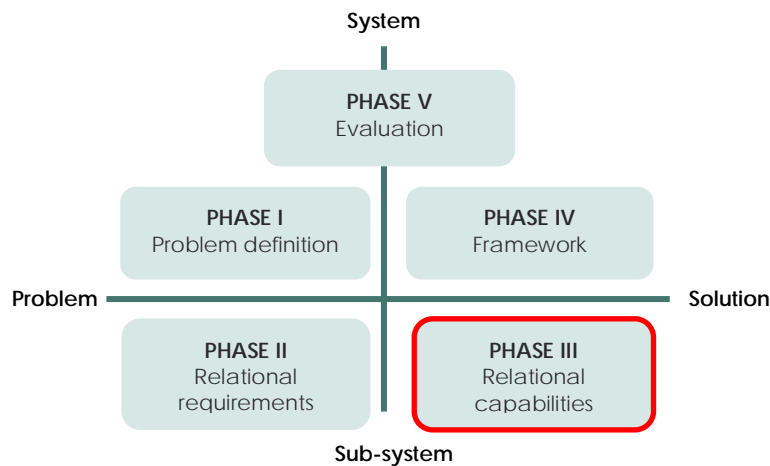 System
PHASE V
Evaluation
PHASE I
Problem definition
PHASE IV
Framework
Problem
Solution
PHASE II
Relational
requirements
PHASE III
Relational
capabilities
Sub-system